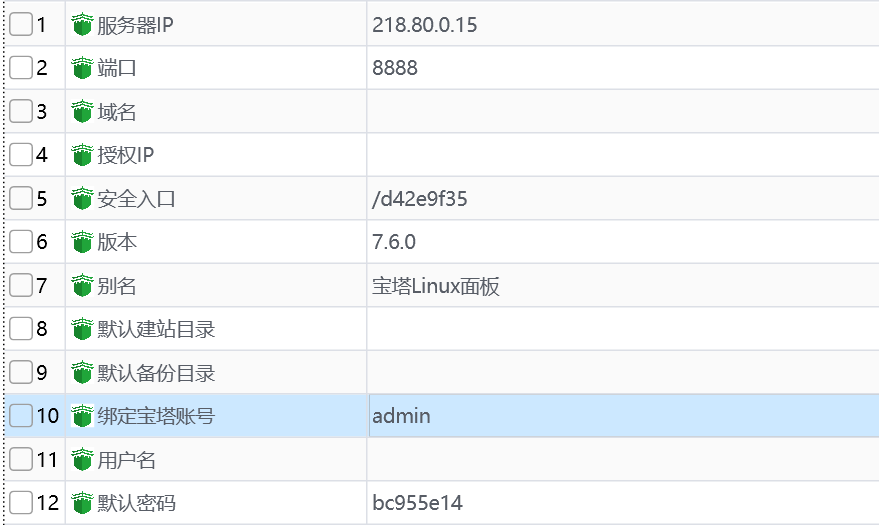 1 服务器IP 218.80.0.15
2 端口 8888
3 域名
4 授权IP
5 安全入口 /d42e9f35
6 版本 7.6.0
7 别名 宝塔Linux面板
8 默认建站目录
9 默认备份目录
10 绑定宝塔账号 admin
11 用户名
12 默认密码 bc955e14